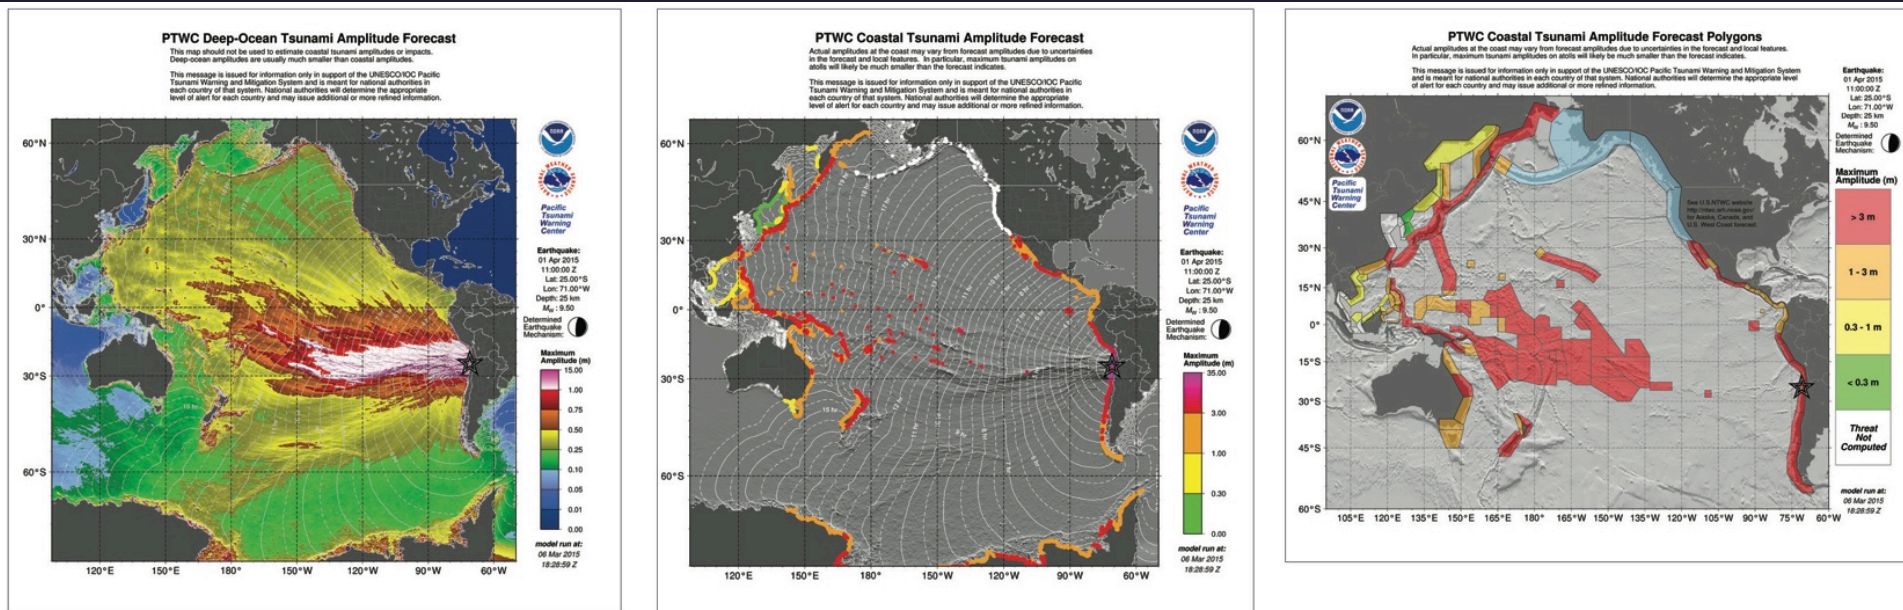 PTWC Deep-Ocean Tsunami Amplitude Forecast
This map should not be used to estimate coastal tsunami amplitudes or impacts.
Deep-ocean amplitudes are usually much smaller than coastal amplitudes.
This message is issued for information only in support of the UNESCO/IOC Pacific
Tsunami Warning and Mitigation System and is meant for national authorities in
each country of that system. National authorities will determine the appropriate
level of alert for each country and may issue additional or more refined information.
60°N
30°N
0°
30°S
60°S
120°E
150°E
180°
150°W
120°W
90°W
60°W
Pacific
Tsunami
Warning
Center
Earthquake:
01 Apr 2015
11:00:00 Z
Lat: 25.00°S
Lon: 71.00°W
Depth: 25 km
Mw : 9.50
Determined
Earthquake
Mechanism:
Maximum
Amplitude (m)
15.00
1.00
0.75
0.50
0.25
0.10
0.05
0.01
0.00
model run at:
06 Mar 2015
18:28:59 Z
PTWC Coastal Tsunami Amplitude Forecast
Actual amplitudes at the coast may vary from forecast amplitudes due to uncertainties
in the forecast and local features. In particular, maximum tsunami amplitudes on
atolls will likely be much smaller than the forecast indicates.
This message is issued for information only in support of the UNESCO/IOC Pacific
Tsunami Warning and Mitigation System and is meant for national authorities in
each country of that system. National authorities will determine the appropriate
level of alert for each country and may issue additional or more refined information.
60°N
30°N
0°
30°S
60°S
120°E
150°E
180°
150°W
120°W
90°W
60°W
Pacific
Tsunami
Warning
Center
Earthquake:
01 Apr 2015
11:00:00 Z
Lat: 25.00°S
Lon: 71.00°W
Depth: 25 km
Mw : 9.50
Determined
Earthquake
Mechanism:
Maximum
Amplitude (m)
35.00
3.00
1.00
0.30
0.00
model run at:
06 Mar 2015
18:28:59 Z
PTWC Coastal Tsunami Amplitude Forecast Polygons
Actual amplitudes at the coast may vary from forecast amplitudes due to uncertainties in the forecast and local features.
In particular, maximum tsunami amplitudes on atolls will likely be much smaller than the forecast indicates.
This message is issued for information only in support of the UNESCO/IOC Pacific Tsunami Warning and Mitigation System
and is meant for national authorities in each country of that system. National authorities will determine the appropriate level
of alert for each country and may issue additional or more refined information.
Pacific
Tsunami
Warning
Center
See U.S.NTWC website
for Alaska, Canada, and
U.S. West Coast forecast.
60°N
45°N
30°N
15°N
0°
15°S
30°S
45°S
60°S
105°E
120°E
135°E
150°E
165°E
180°
165°W
150°W
135°W
120°W
105°W
90°W
75°W
60°W
Earthquake:
01 Apr 2015
11:00:00 Z
Lat: 25.00°S
Lon: 71.00°W
Depth: 25 km
Mw : 9.50
Determined
Earthquake
Mechanism:
Maximum
Amplitude (m)
> 3 m
1 - 3 m
0.3 - 1 m
< 0.3 m
Threat
Not
Computed
model run at:
06 Mar 2015
18:28:59 Z